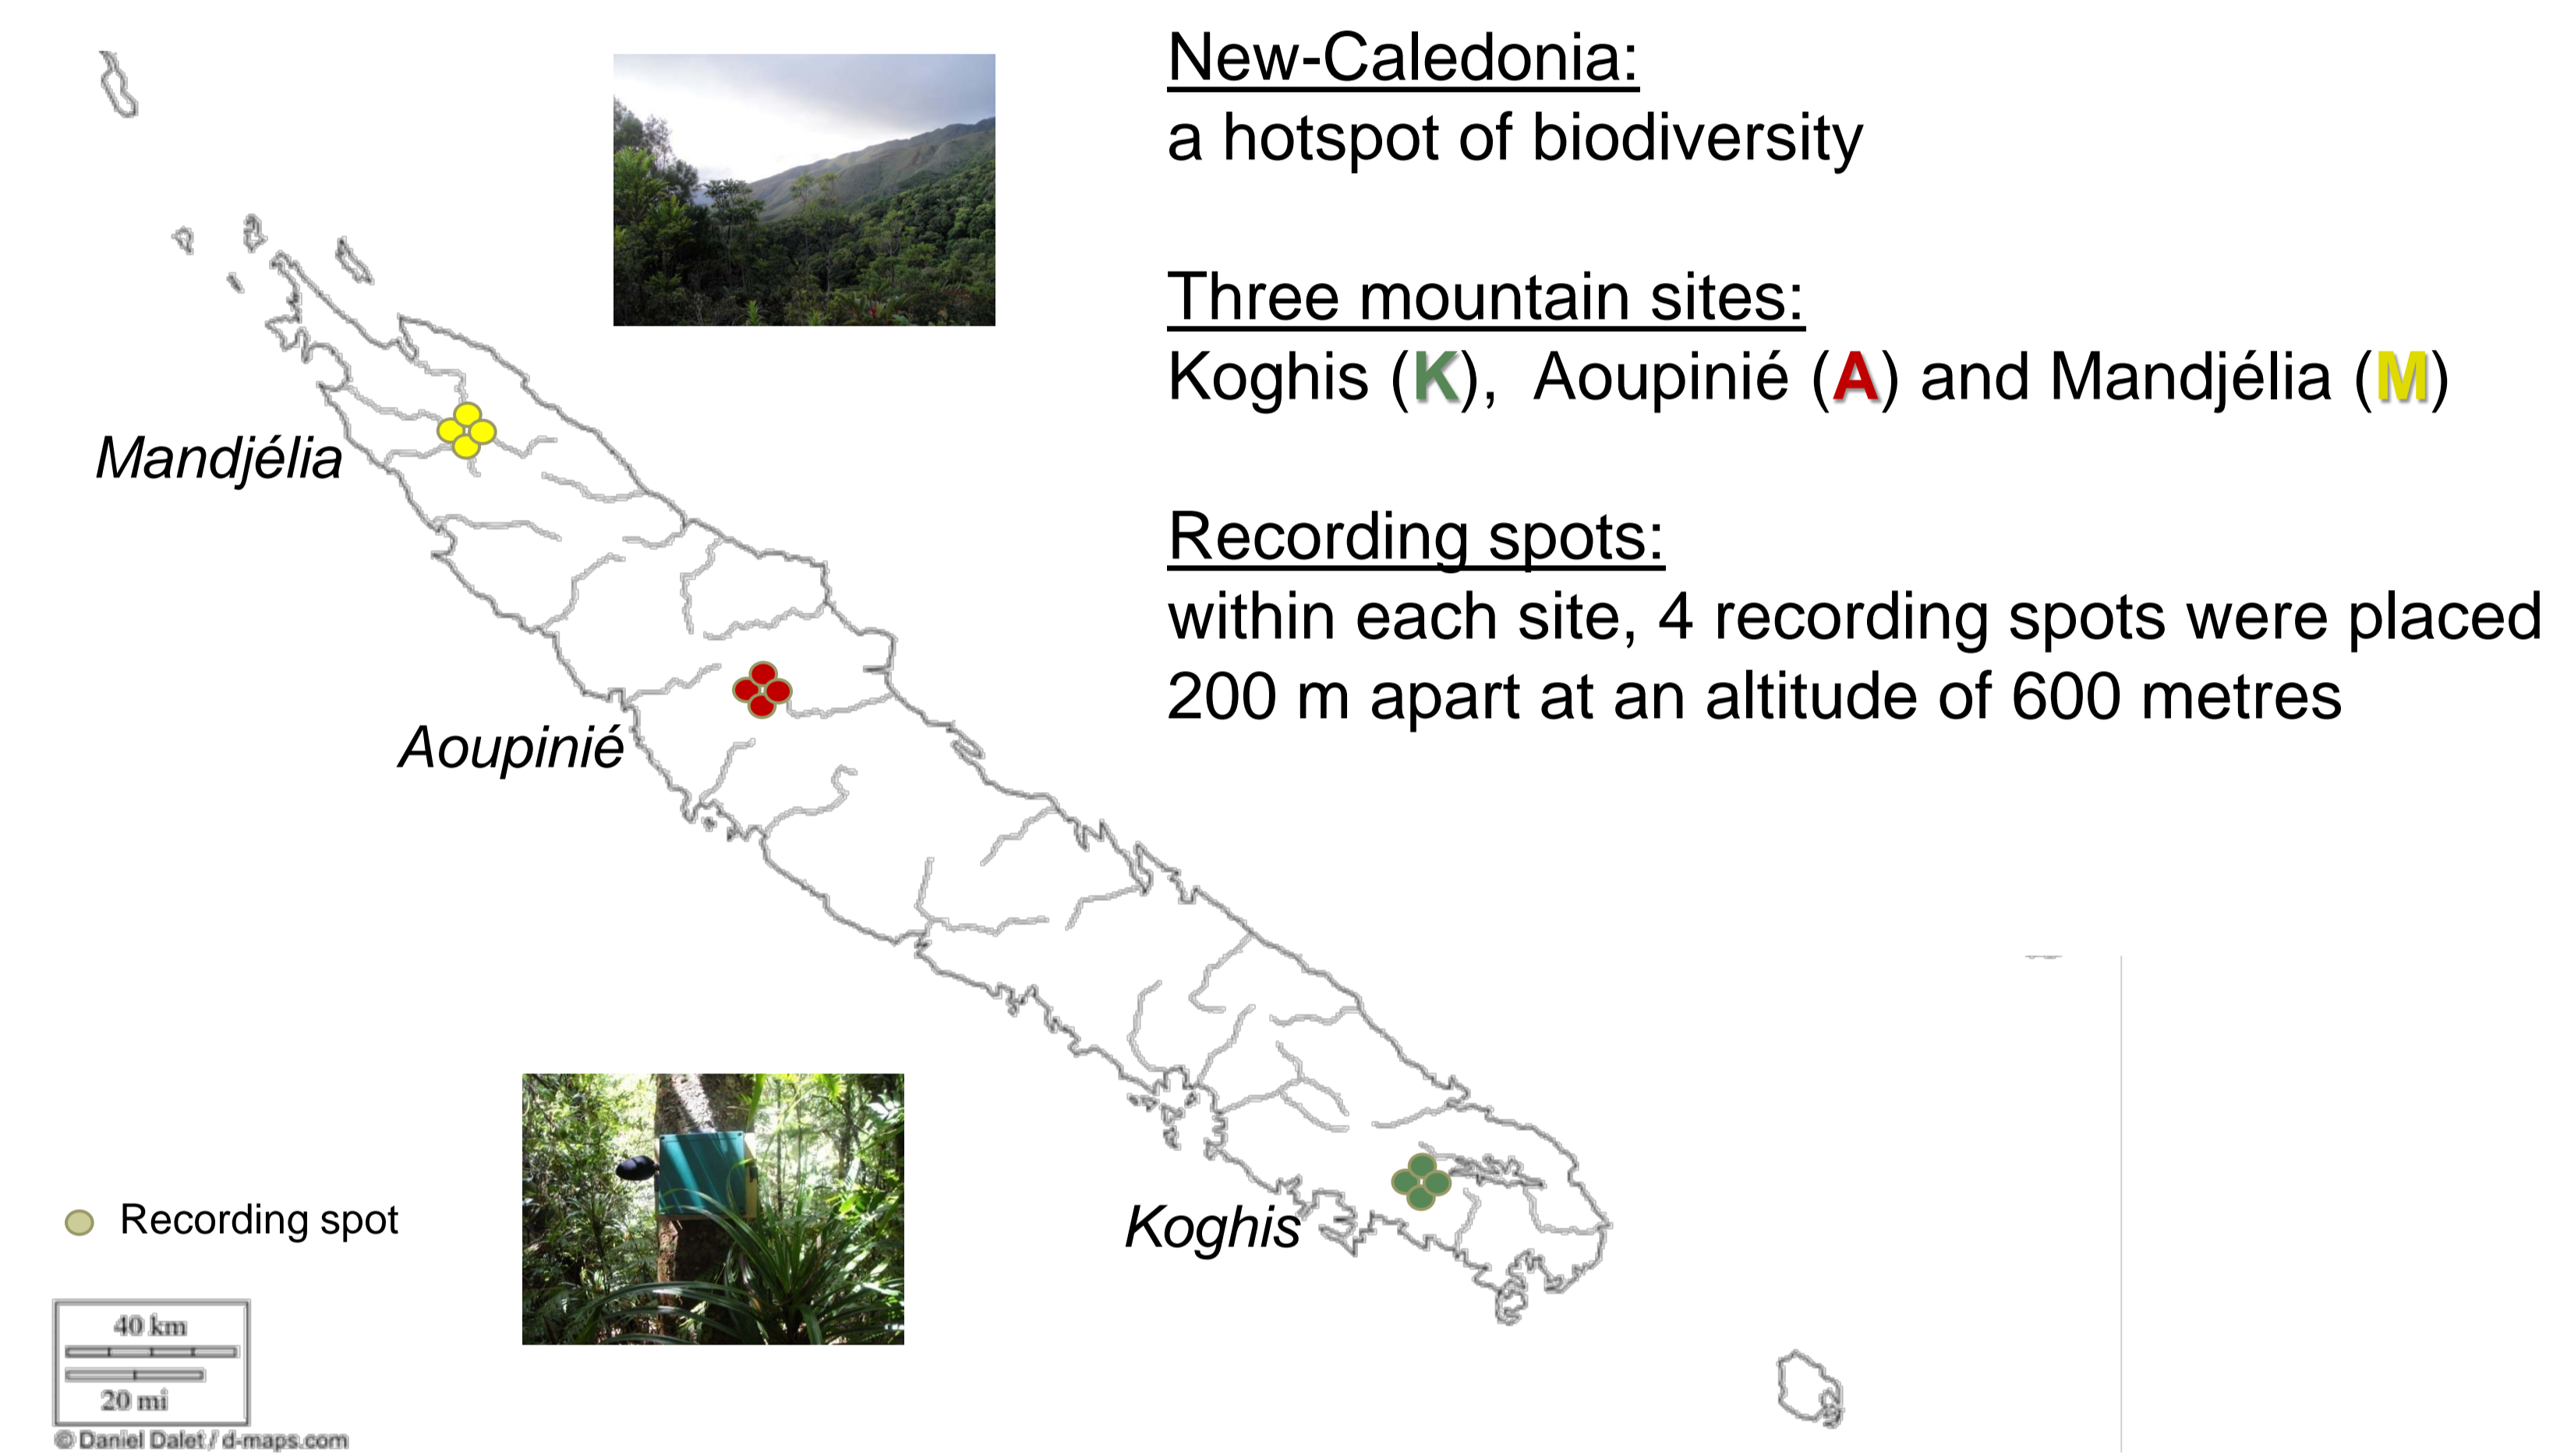 New-Caledonia:
a hotspot of biodiversity
Three mountain sites:
Koghis (K), Aoupinié (A) and Mandjélia (M)
Recording spots:
within each site, 4 recording spots were placed
200 m apart at an altitude of 600 metres
Mandjélia
Aoupinié
Koghis
Recording spot
40 km
20 mi
© Daniel Dalet / d-maps.com